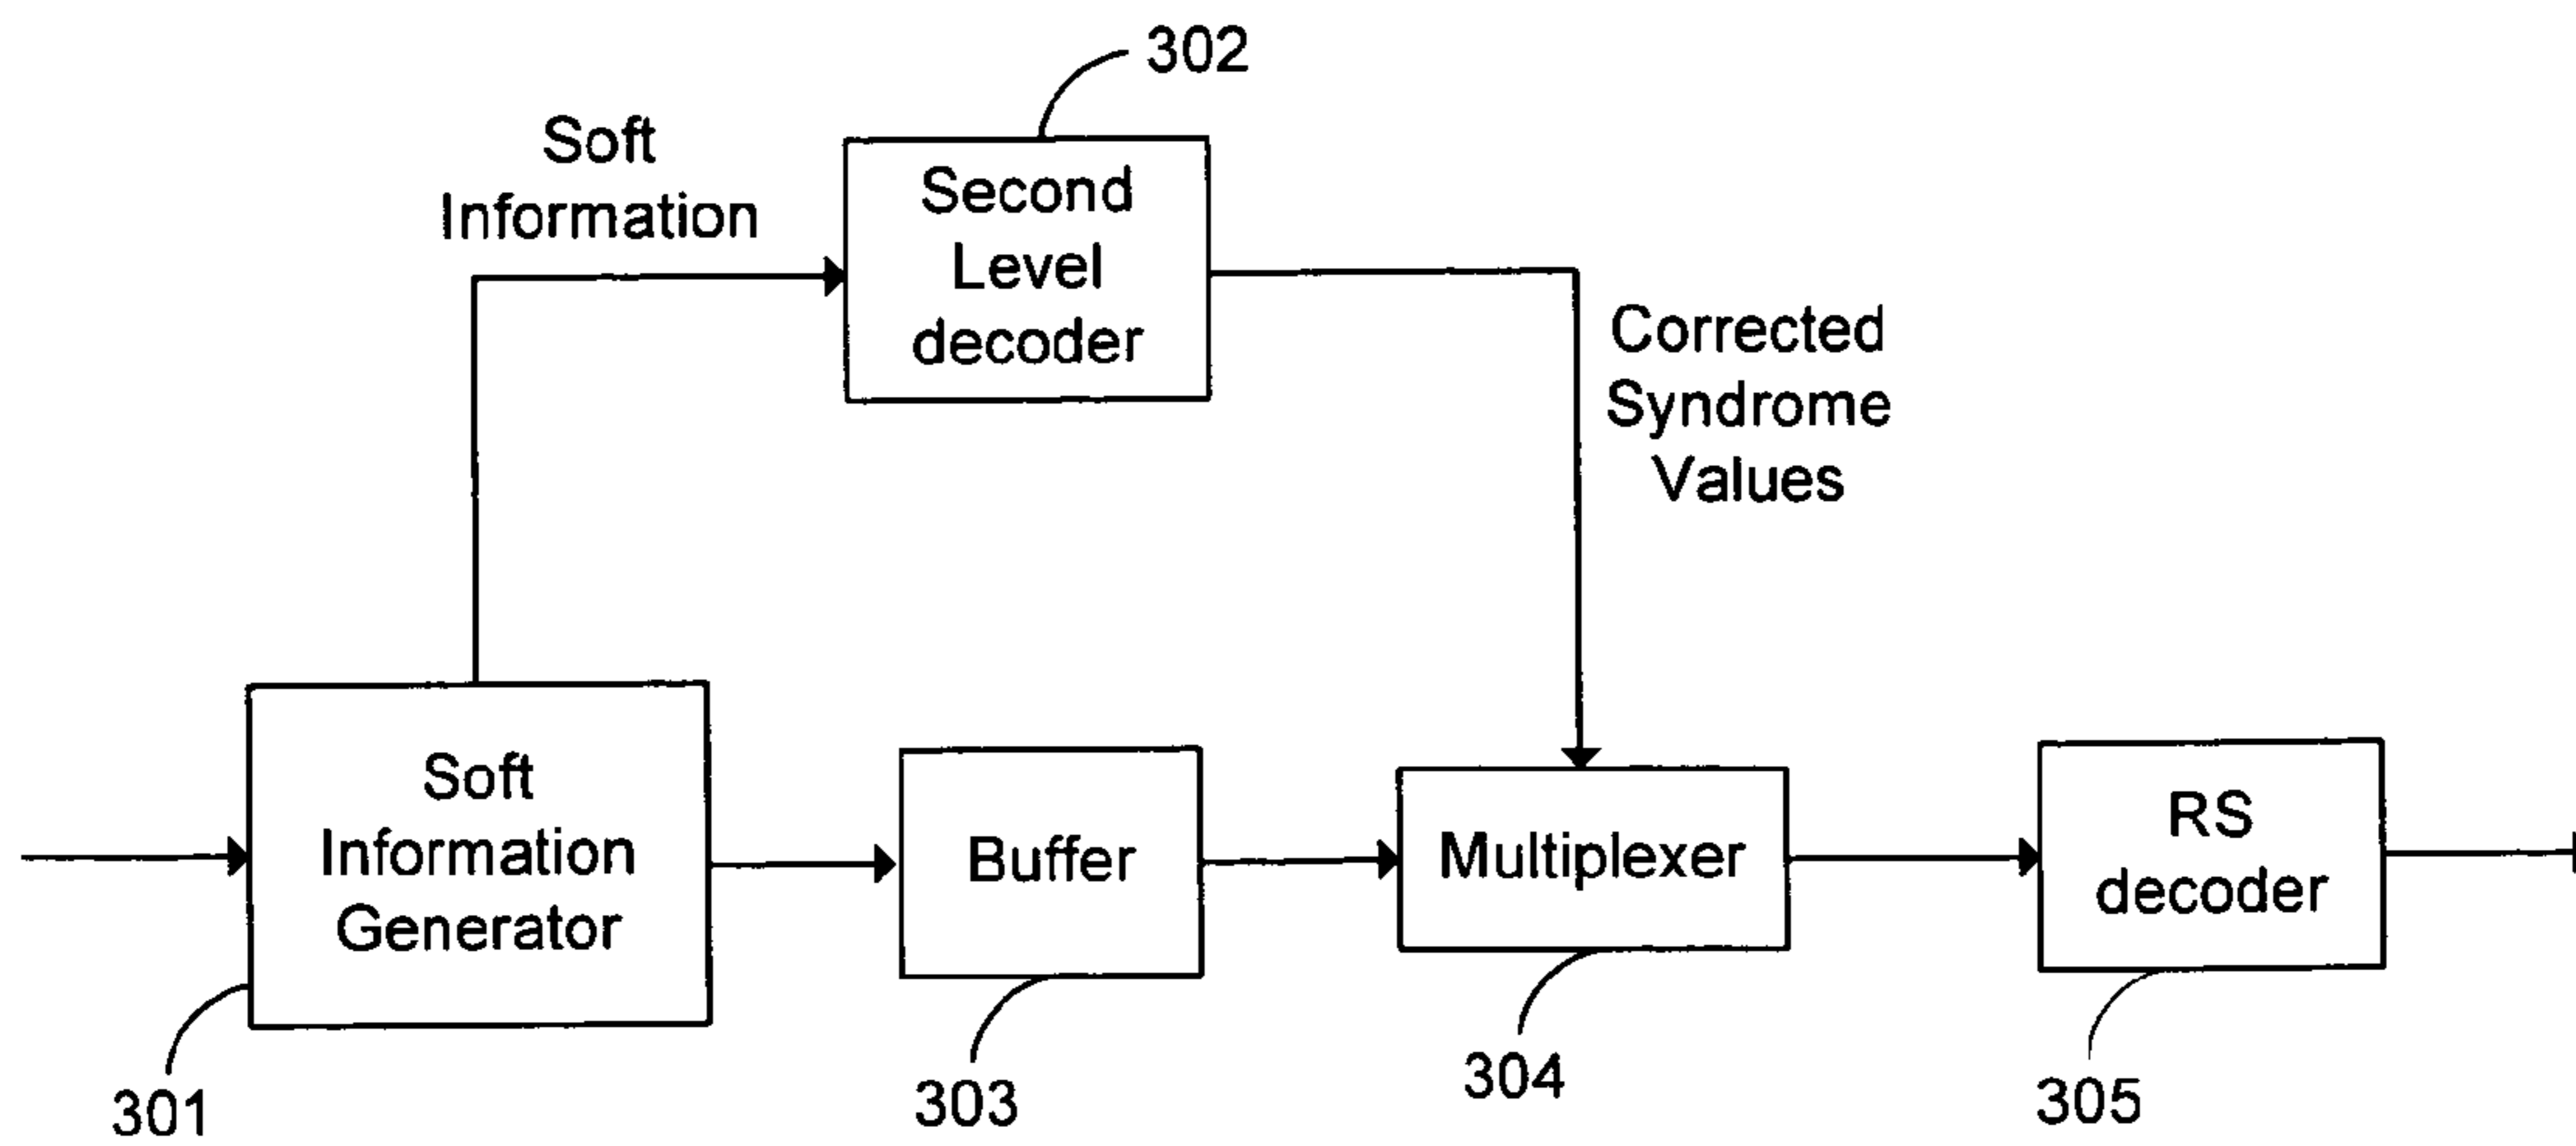 302
Soft
Information
Second
Level
decoder
Corrected
Syndrome
Values
Soft
Information
Generator
Buffer
Multiplexer
RS
decoder
301
303
304
305